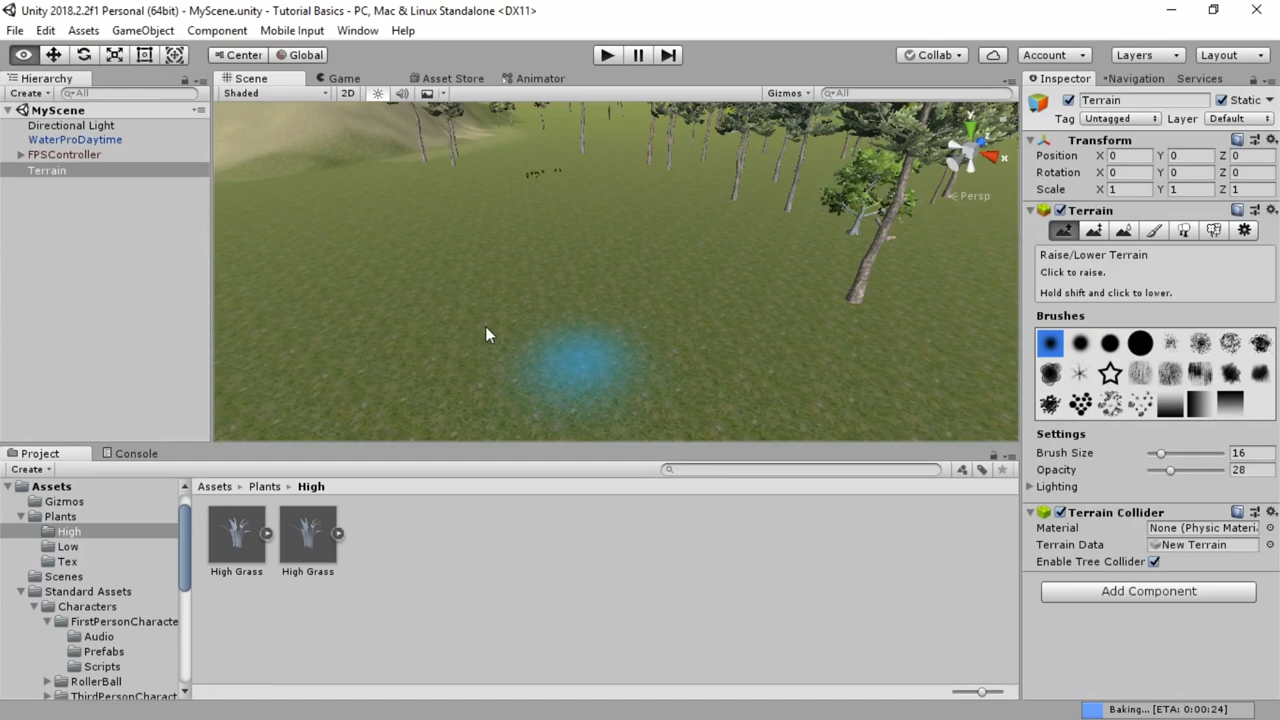 Unity 2018.2.2f1 Personal (64bit) - MyScene.unity - Tutorial Basics - PC, Mac & Linux Standalone <DX11>
File Edit Assets GameObject Component Mobile Input Window Help
Center Global Collab Account Layers Layout
Hierarchy
Create All
MyScene
Directional Light
WaterProDaytime
FPSController
Terrain
Scene Game Asset Store Animator
Shaded 2D Gizmos All
y
z
x
Persp
Inspector Navigation Services
Terrain Static
Tag Untagged Layer Default
Transform
Position X 0 Y 0 Z 0
Rotation X 0 Y 0 Z 0
Scale X 1 Y 1 Z 1
Terrain
Raise/Lower Terrain
Click to raise.
Hold shift and click to lower.
Brushes
Settings
Brush Size 16
Opacity 28
Lighting
Terrain Collider
Material None (Physic Materi
Terrain Data New Terrain
Enable Tree Collider
Add Component
Project Console
Create
Assets
Gizmos
Plants
High
Low
Tex
Scenes
Standard Assets
Characters
FirstPersonCharacte
Audio
Prefabs
Scripts
RollerBall
ThirdPersonCharact
Assets Plants High
High Grass High Grass
Baking... [ETA: 0:00:24]